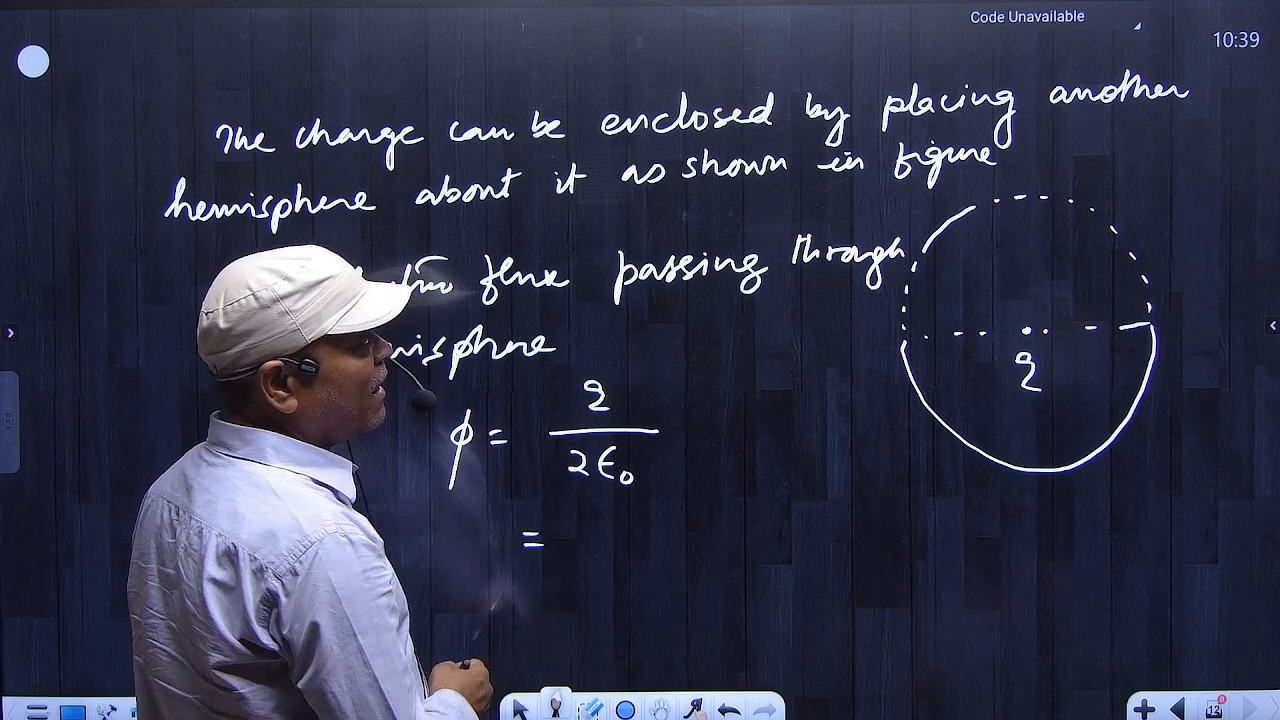 Code Unavailable
10:39
The charge can be enclosed by placing another
hemisphere about it as shown in figure
flux passing through
q
ϕ = q / 2ϵ₀
=
12